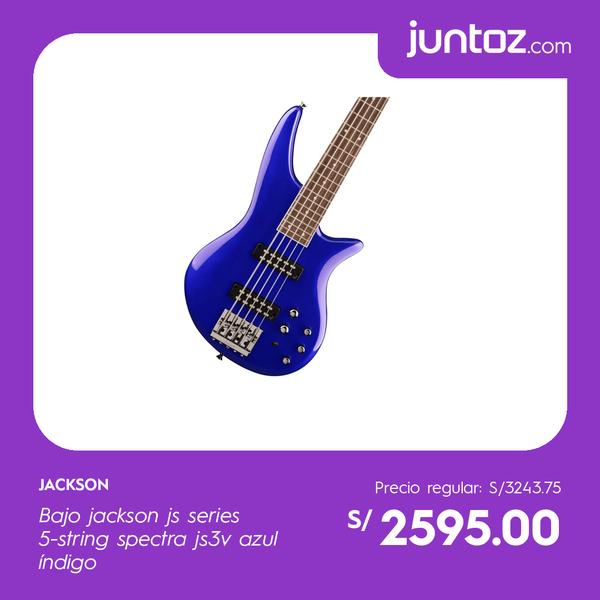 juntoz.com
JACKSON
Bajo jackson js series
5-string spectra js3v azul
índigo
Precio regular: S/3243.75
S/ 2595.00